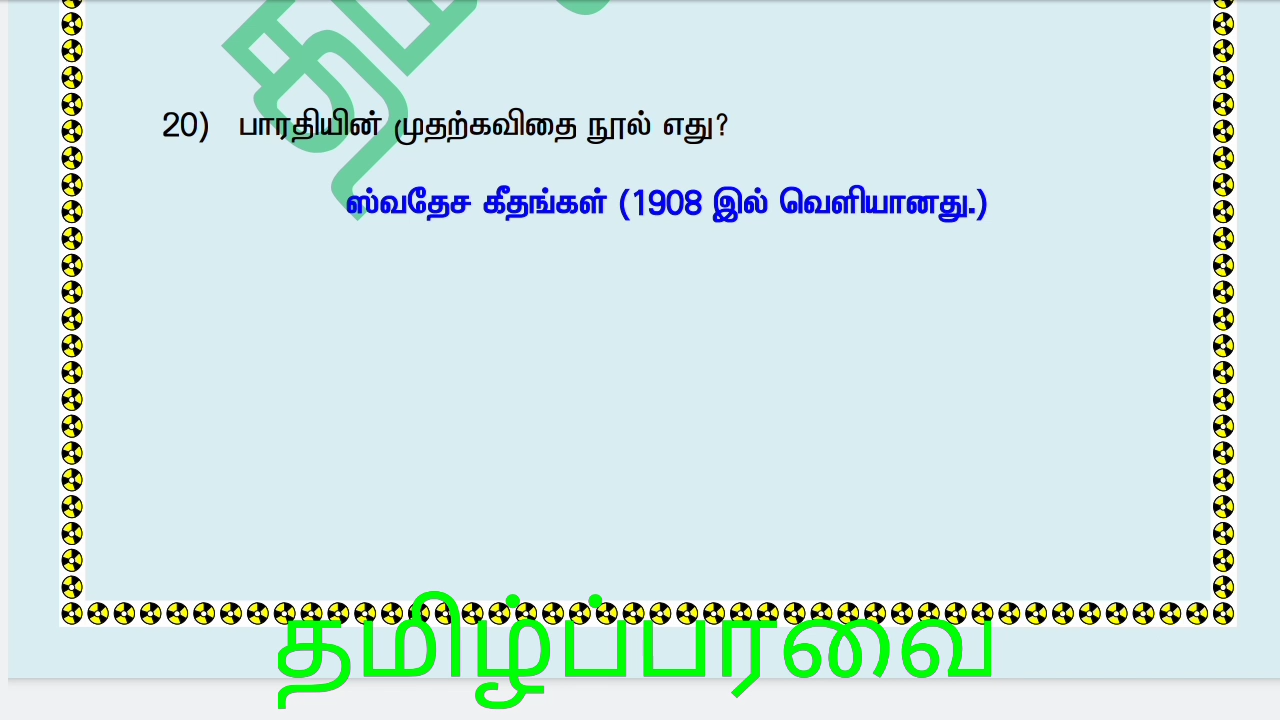 20) பாரதியின் முதற்கவிதை நூல் எது?
ஸ்வதேச கீதங்கள் (1908 இல் வெளியானது.)
தமிழ்ப்பரவை